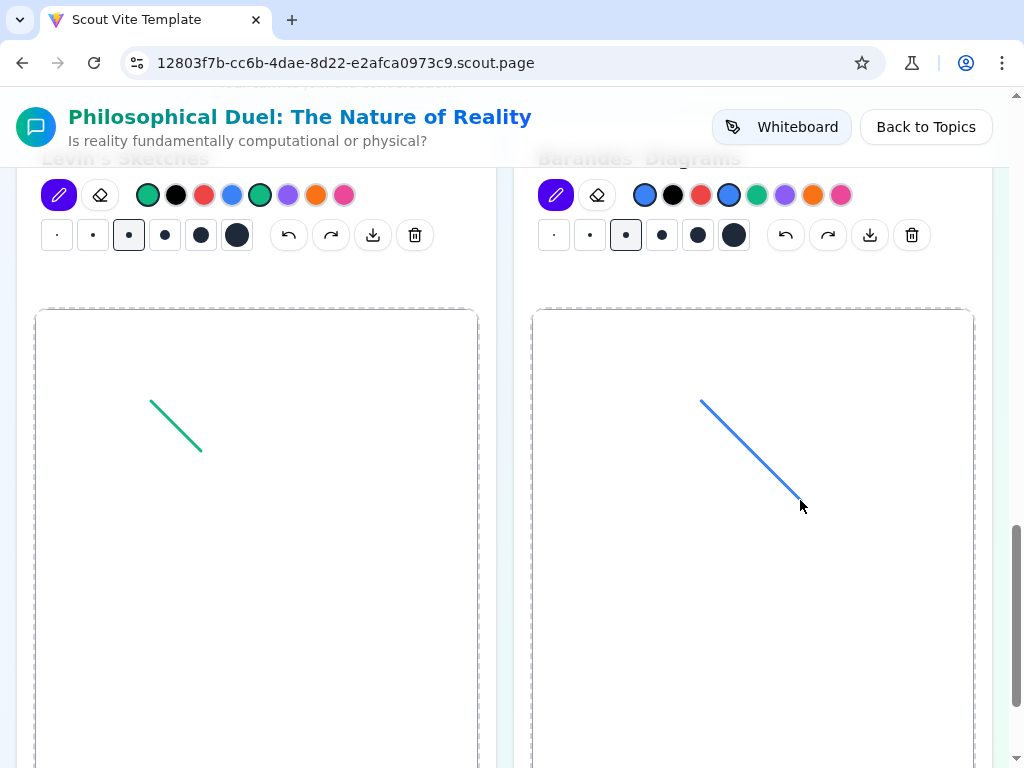 Scout Vite Template
12803f7b-cc6b-4dae-8d22-e2afca0973c9.scout.page
Philosophical Duel: The Nature of Reality
Is reality fundamentally computational or physical?
Whiteboard
Back to Topics
Levin's Sketches
Barandes' Diagrams